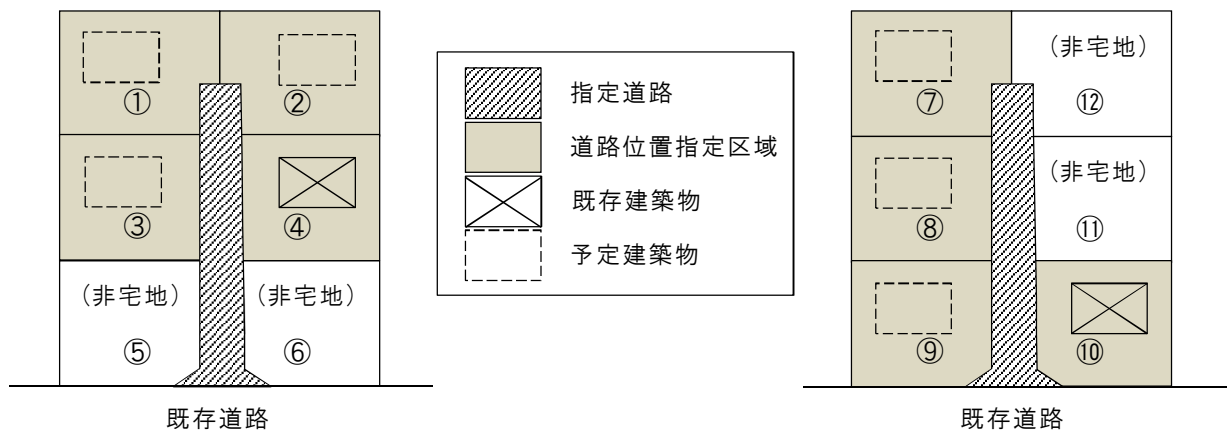 ①
②
③
④
(非宅地)
⑤
(非宅地)
⑥
既存道路
指定道路
道路位置指定区域
既存建築物
予定建築物
⑦
(非宅地)
⑫
⑧
(非宅地)
⑪
⑨
⑩
既存道路